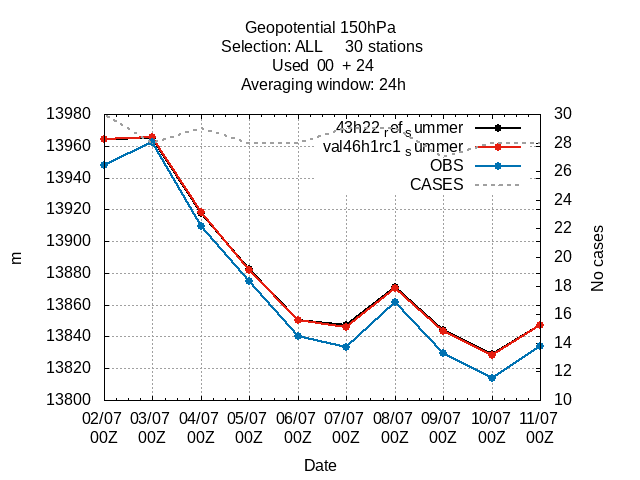 Geopotential 150hPa
Selection: ALL 30 stations
Used 00 + 24
Averaging window: 24h
43h22_ref_summer
val46h1rc1_summer
OBS
CASES
13980
13960
13940
13920
13900
13880
13860
13840
13820
13800
m
30
28
26
24
22
20
18
16
14
12
10
No cases
02/07 03/07 04/07 05/07 06/07 07/07 08/07 09/07 10/07 11/07
00Z 00Z 00Z 00Z 00Z 00Z 00Z 00Z 00Z 00Z
Date